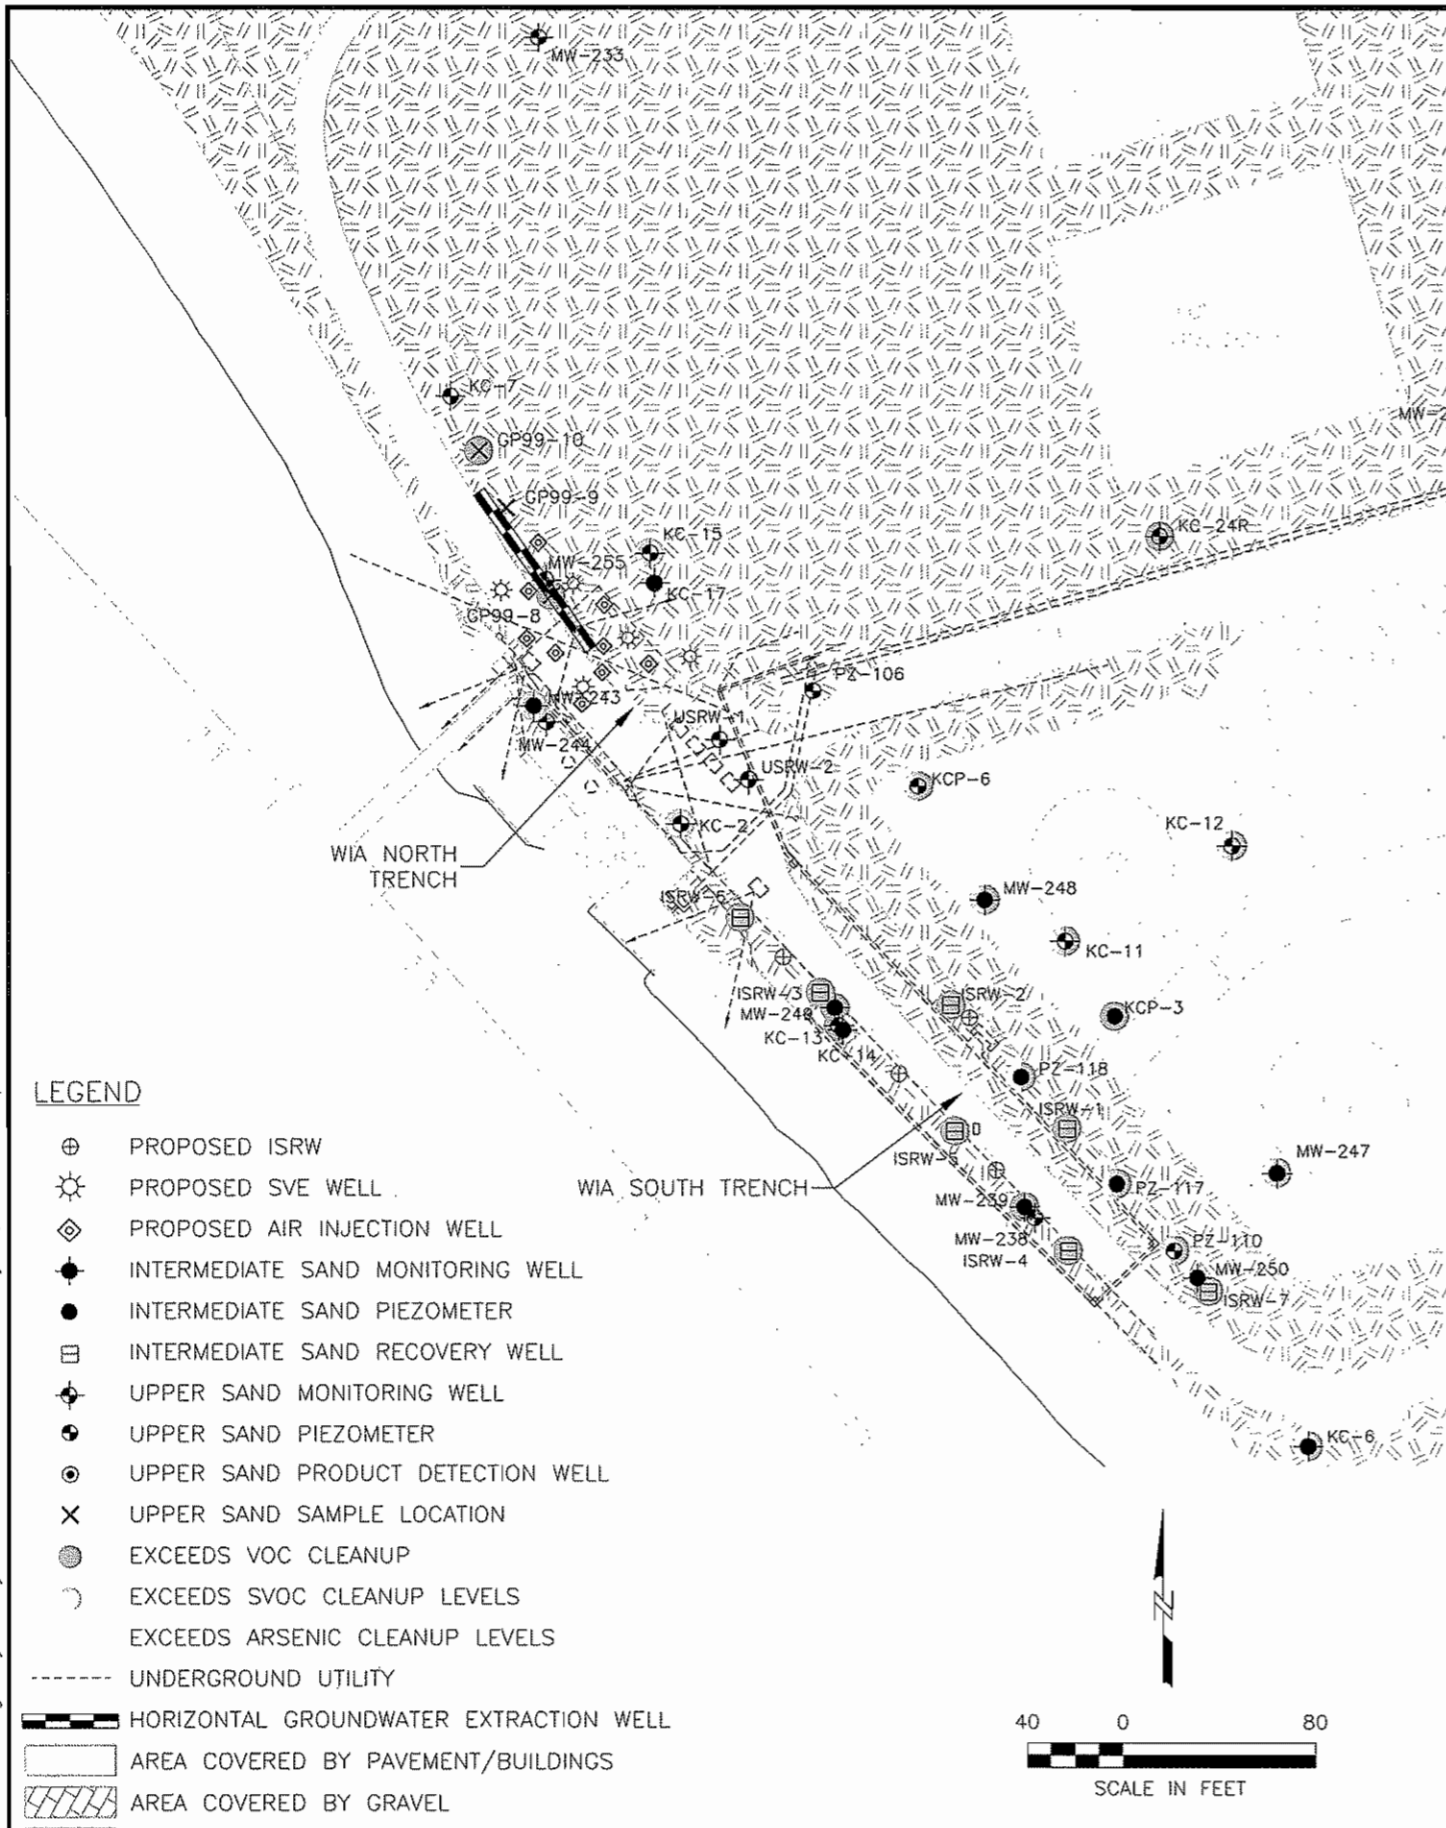 MW-233
KC-7
GP99-10
MW-2
GP99-9
KC-24R
KC-15
MW-255
KC-17
GP99-8
PZ-106
MW-243
USRW-1
MW-244
USRW-2
KCP-6
KC-2
KC-12
WIA NORTH
TRENCH
MW-248
KC-11
ISRW-3
ISRW-2
KCP-3
KC-13
KC-14
PZ-118
ISRW-1
D
MW-247
WIA SOUTH TRENCH
PZ-117
MW-239
MW-238
ISRW-4
PZ-110
MW-250
ISRW-7
KC-6
LEGEND
PROPOSED ISRW
PROPOSED SVE WELL
PROPOSED AIR INJECTION WELL
INTERMEDIATE SAND MONITORING WELL
INTERMEDIATE SAND PIEZOMETER
INTERMEDIATE SAND RECOVERY WELL
UPPER SAND MONITORING WELL
UPPER SAND PIEZOMETER
UPPER SAND PRODUCT DETECTION WELL
UPPER SAND SAMPLE LOCATION
EXCEEDS VOC CLEANUP
EXCEEDS SVOC CLEANUP LEVELS
EXCEEDS ARSENIC CLEANUP LEVELS
UNDERGROUND UTILITY
HORIZONTAL GROUNDWATER EXTRACTION WELL
AREA COVERED BY PAVEMENT/BUILDINGS
AREA COVERED BY GRAVEL
N
40 0 80
SCALE IN FEET